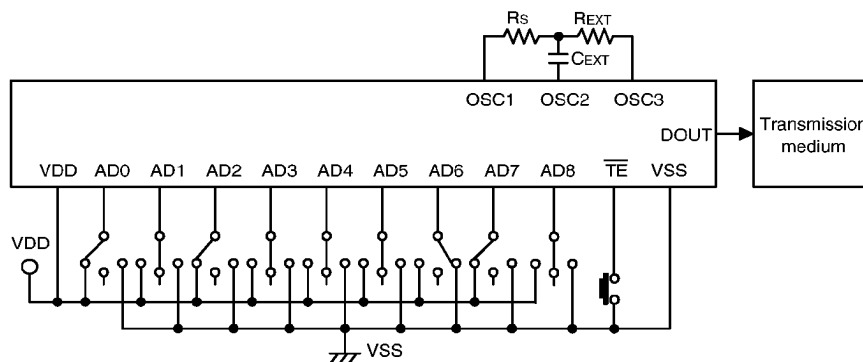 RS REXT
CEXT
OSC1 OSC2 OSC3
DOUT
Transmission
medium
VDD AD0 AD1 AD2 AD3 AD4 AD5 AD6 AD7 AD8 TE VSS
VDD
VSS